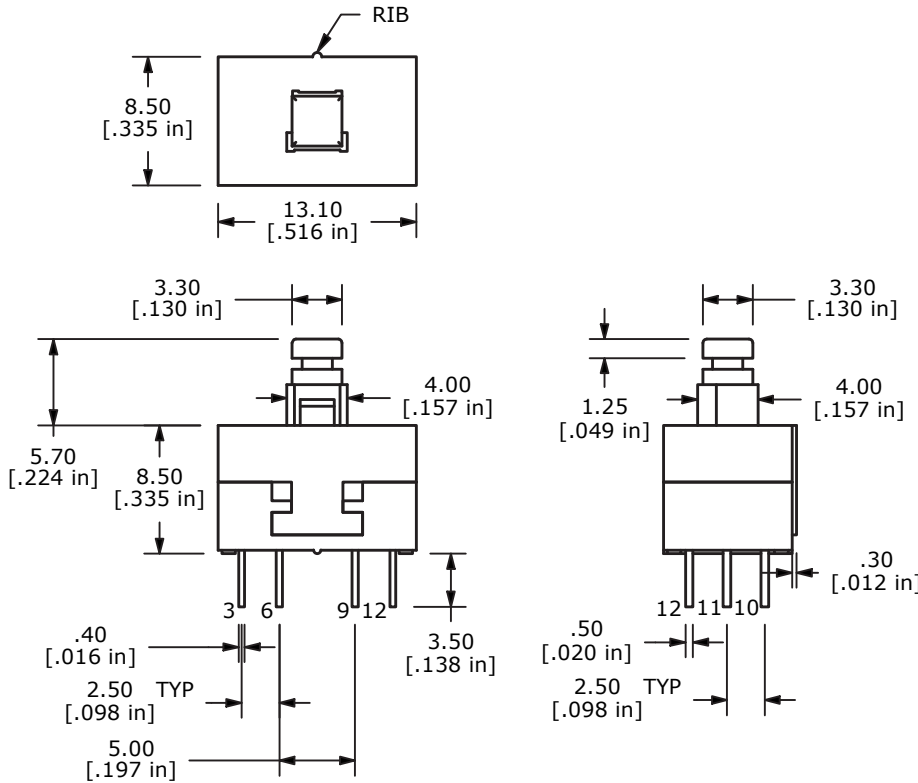 RIB
8.50
[.335 in]
13.10
[.516 in]
3.30
[.130 in]
4.00
[.157 in]
5.70
[.224 in]
8.50
[.335 in]
3 6 9 12
3.50
[.138 in]
.40
[.016 in]
2.50 TYP
[.098 in]
5.00
[.197 in]
3.30
[.130 in]
1.25
[.049 in]
4.00
[.157 in]
.30
[.012 in]
12 11 10
.50
[.020 in]
2.50 TYP
[.098 in]